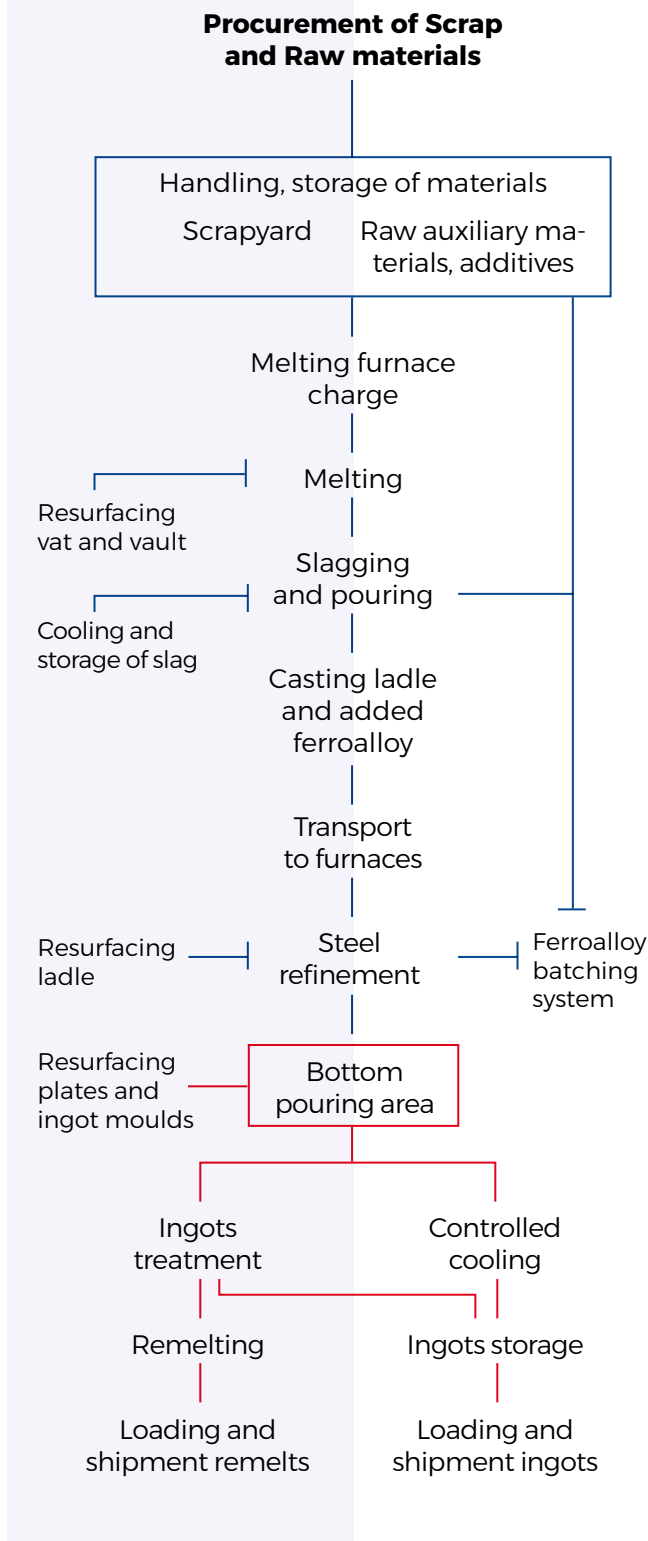 Procurement of Scrap
and Raw materials
Handling, storage of materials
Scrapyard
Raw auxiliary ma-
terials, additives
Melting furnace
charge
Melting
Resurfacing
vat and vault
Slagging
and pouring
Cooling and
storage of slag
Casting ladle
and added
ferroalloy
Transport
to furnaces
Resurfacing
ladle
Steel
refinement
Ferroalloy
batching
system
Resurfacing
plates and
ingot moulds
Bottom
pouring area
Ingots
treatment
Controlled
cooling
Remelting
Ingots storage
Loading and
shipment remelts
Loading and
shipment ingots